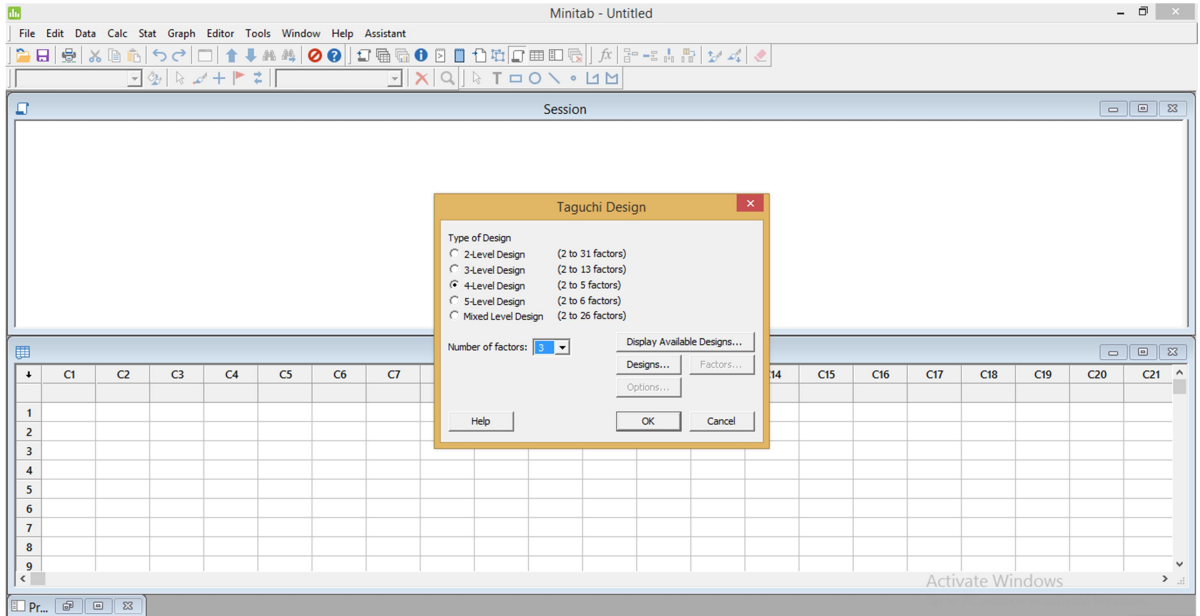 Minitab - Untitled
File Edit Data Calc Stat Graph Editor Tools Window Help Assistant
Session
Taguchi Design
Type of Design
2-Level Design (2 to 31 factors)
3-Level Design (2 to 13 factors)
4-Level Design (2 to 5 factors)
5-Level Design (2 to 6 factors)
Mixed Level Design (2 to 26 factors)
Number of factors: 3
Display Available Designs...
Designs... Factors...
Options...
Help OK Cancel
C1 C2 C3 C4 C5 C6 C7 14 C15 C16 C17 C18 C19 C20 C21
1
2
3
4
5
6
7
8
9
Activate Windows
Pr...